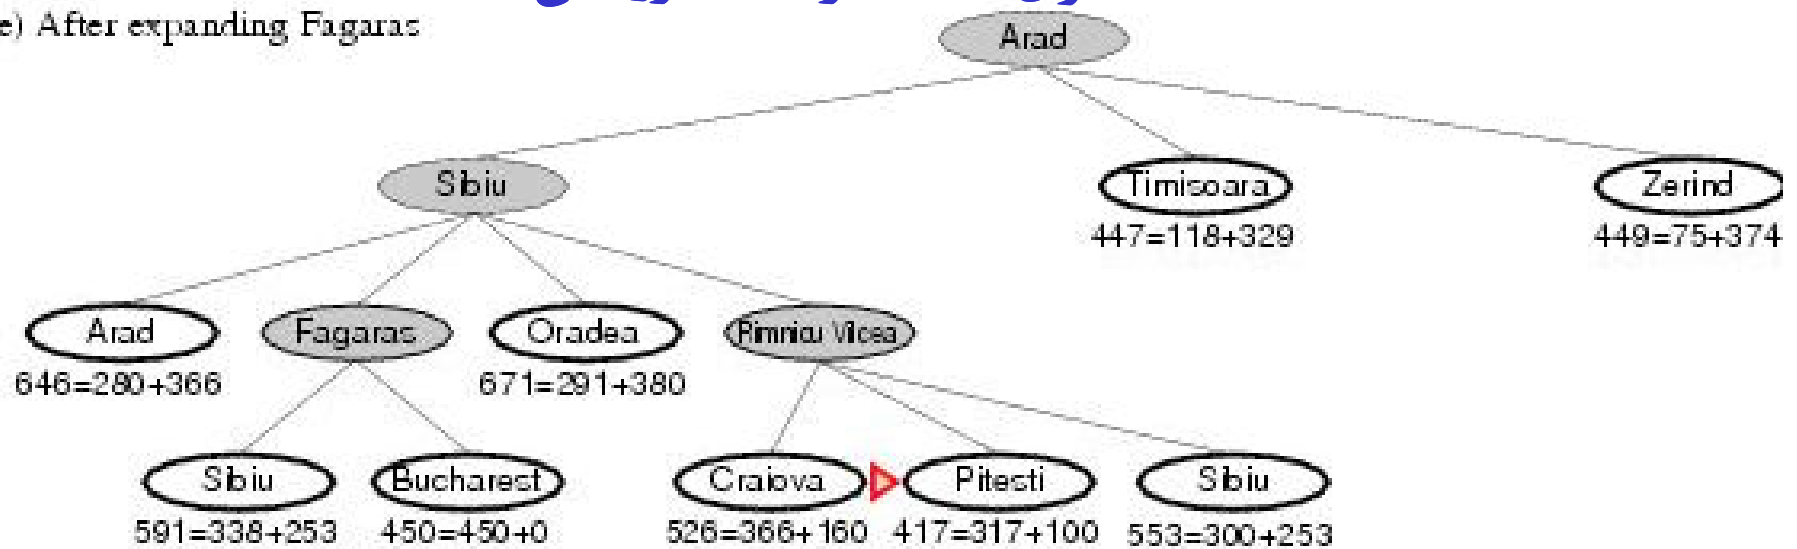 e) After expanding Fagaras
Arad
Sibiu
Timisoara
Zerind
447=118+329
449=75+374
Arad
Fagaras
Oradea
Rimnicu Vilcea
646=280+366
671=291+380
Sibiu
Bucharest
Craiova
Pitesti
Sibiu
591=338+253
450=450+0
526=366+160
417=317+100
553=300+253